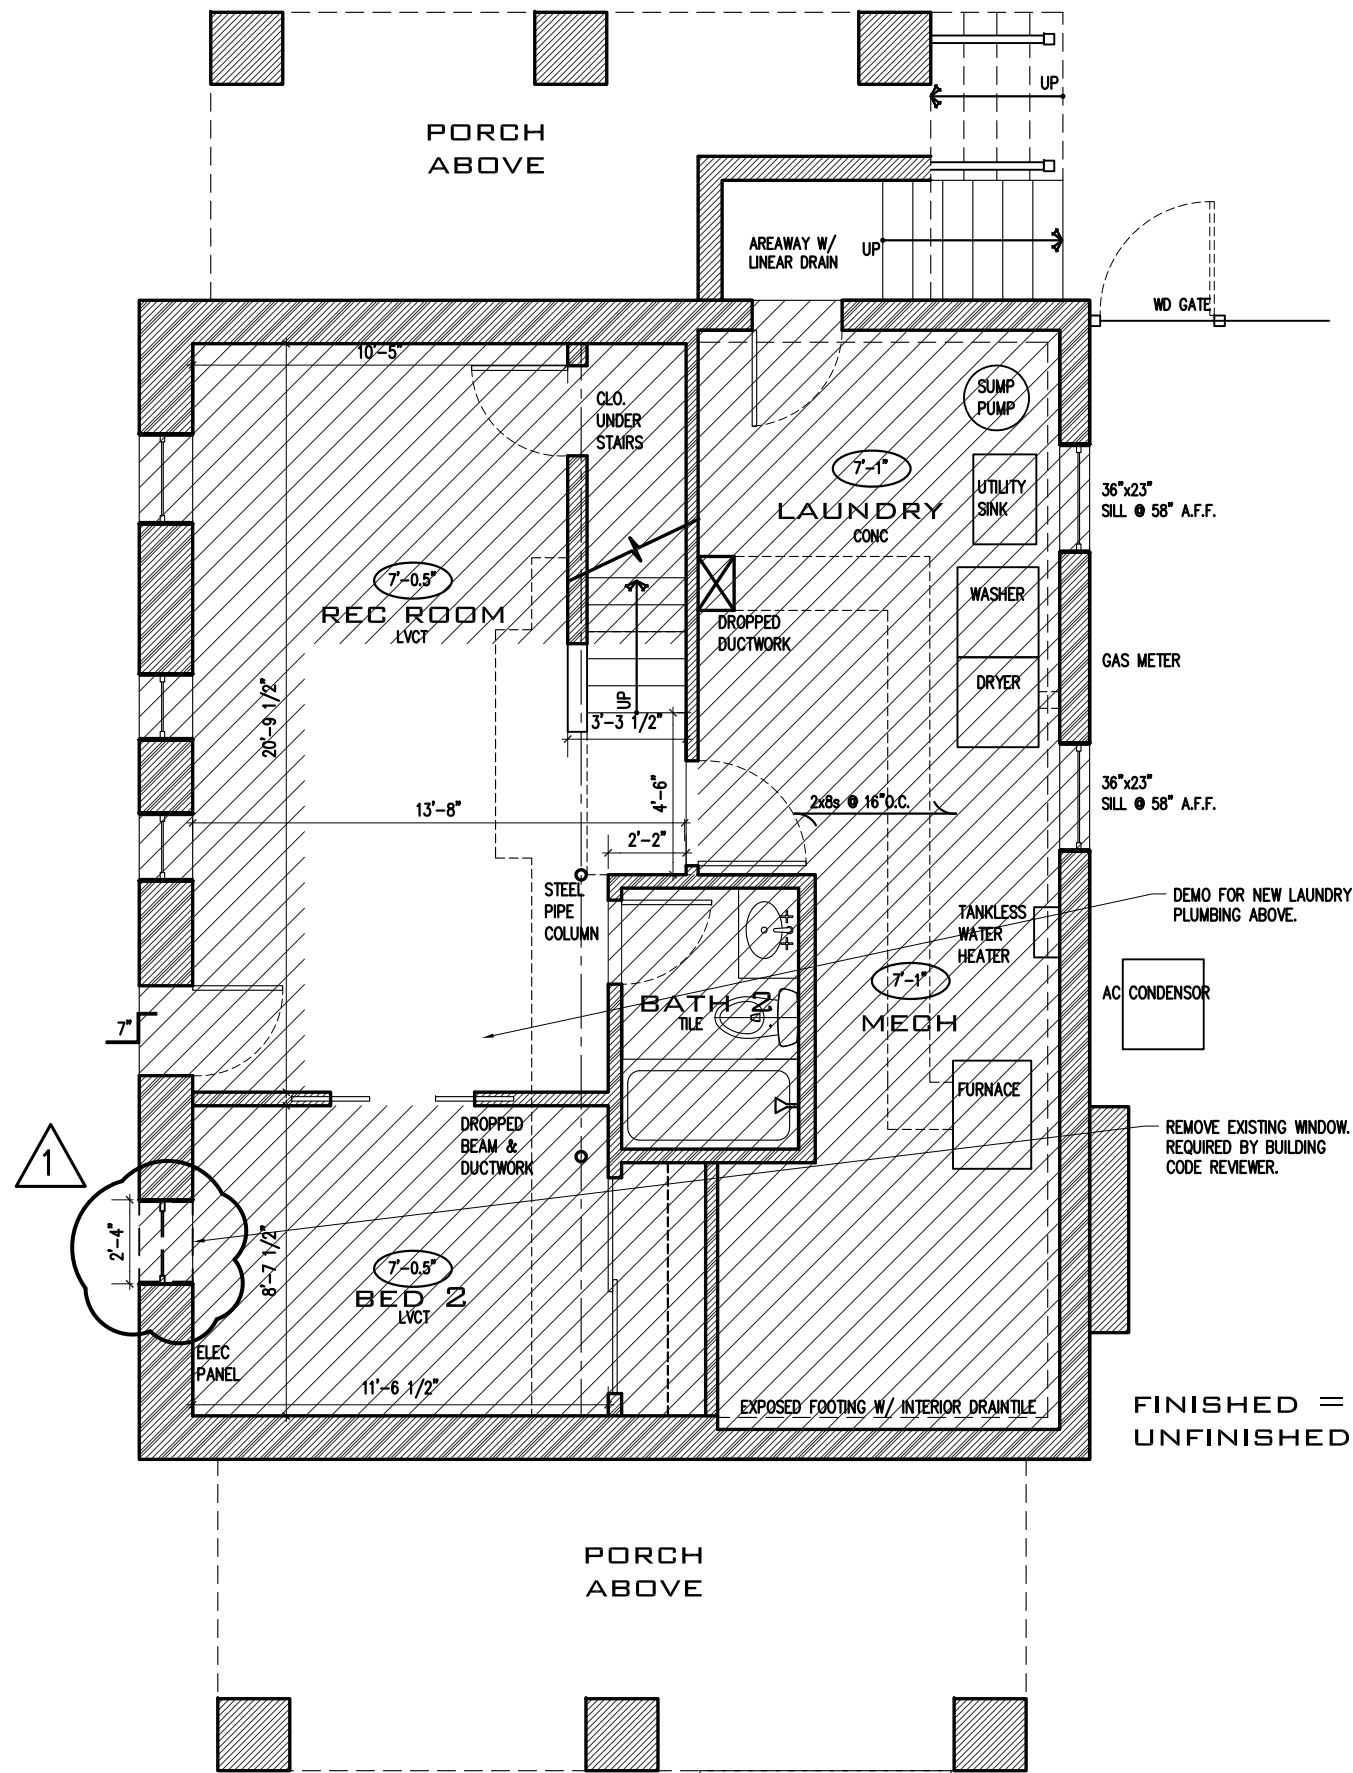 UP
PORCH
ABOVE
AREAWAY W/
LINEAR DRAIN
UP
WD GATE
10'-5"
CLO.
UNDER
STAIRS
SUMP
PUMP
7'-1"
LAUNDRY
CONC
UTILITY
SINK
36"x23"
SILL @ 58" A.F.F.
7'-0.5"
REC ROOM
LVCT
WASHER
DROPPED
DUCTWORK
GAS METER
DRYER
20'-9 1/2"
UP
3'-3 1/2"
4'-6"
36"x23"
SILL @ 58" A.F.F.
13'-8"
2x8s @ 16"O.C.
2'-2"
STEEL
PIPE
COLUMN
DEMO FOR NEW LAUNDRY
PLUMBING ABOVE.
TANKLESS
WATER
HEATER
7'-1"
MECH
AC CONDENSOR
BATH 2
TILE
7"
FURNACE
DROPPED
BEAM &
DUCTWORK
REMOVE EXISTING WINDOW.
REQUIRED BY BUILDING
CODE REVIEWER.
1
2'-4"
8'-7 1/2"
7'-0.5"
BED 2
LVCT
ELEC
PANEL
11'-6 1/2"
EXPOSED FOOTING W/ INTERIOR DRAINTILE
FINISHED =
UNFINISHED
PORCH
ABOVE